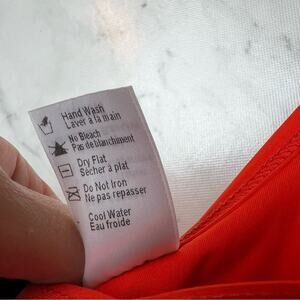 Hand Wash
Laver à la main
No Bleach
Pas de blanchiment
Dry Flat
Sécher à plat
Do Not Iron
Ne pas repasser
Cool Water
Eau froide